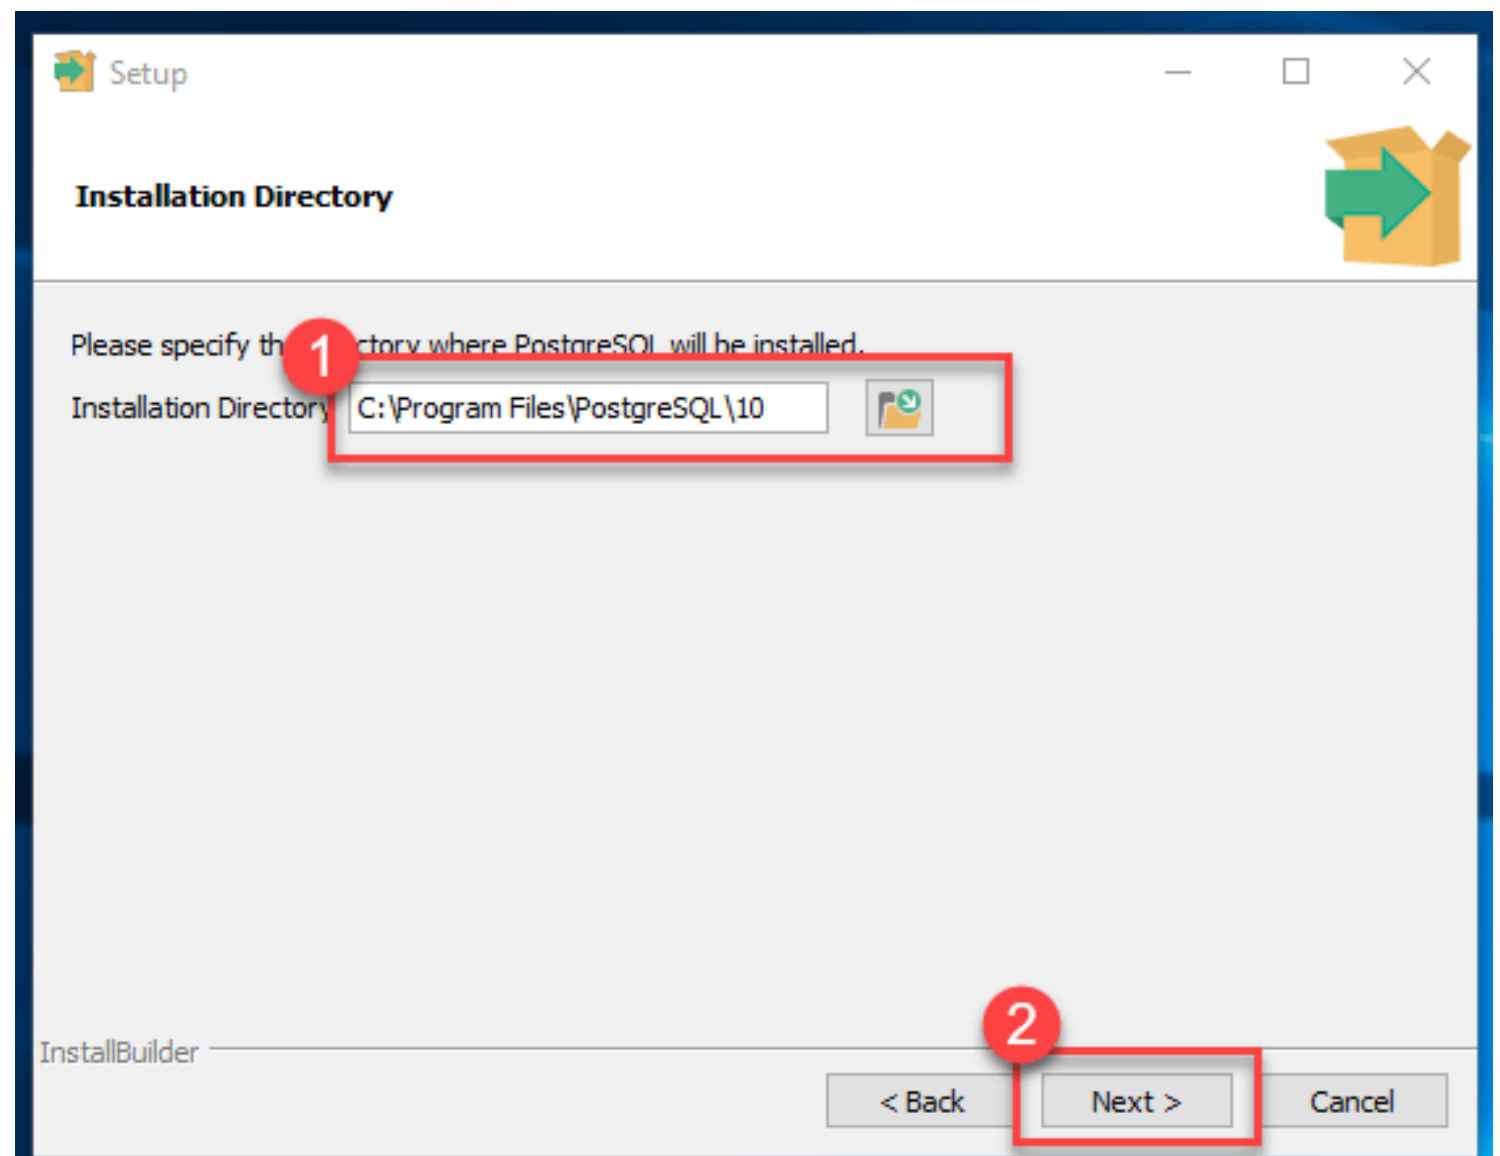 Setup
Installation Directory
1
Please specify th ctory where PostgreSQL will be installed.
Installation Directory C:\Program Files\PostgreSQL\10
2
InstallBuilder
< Back Next > Cancel